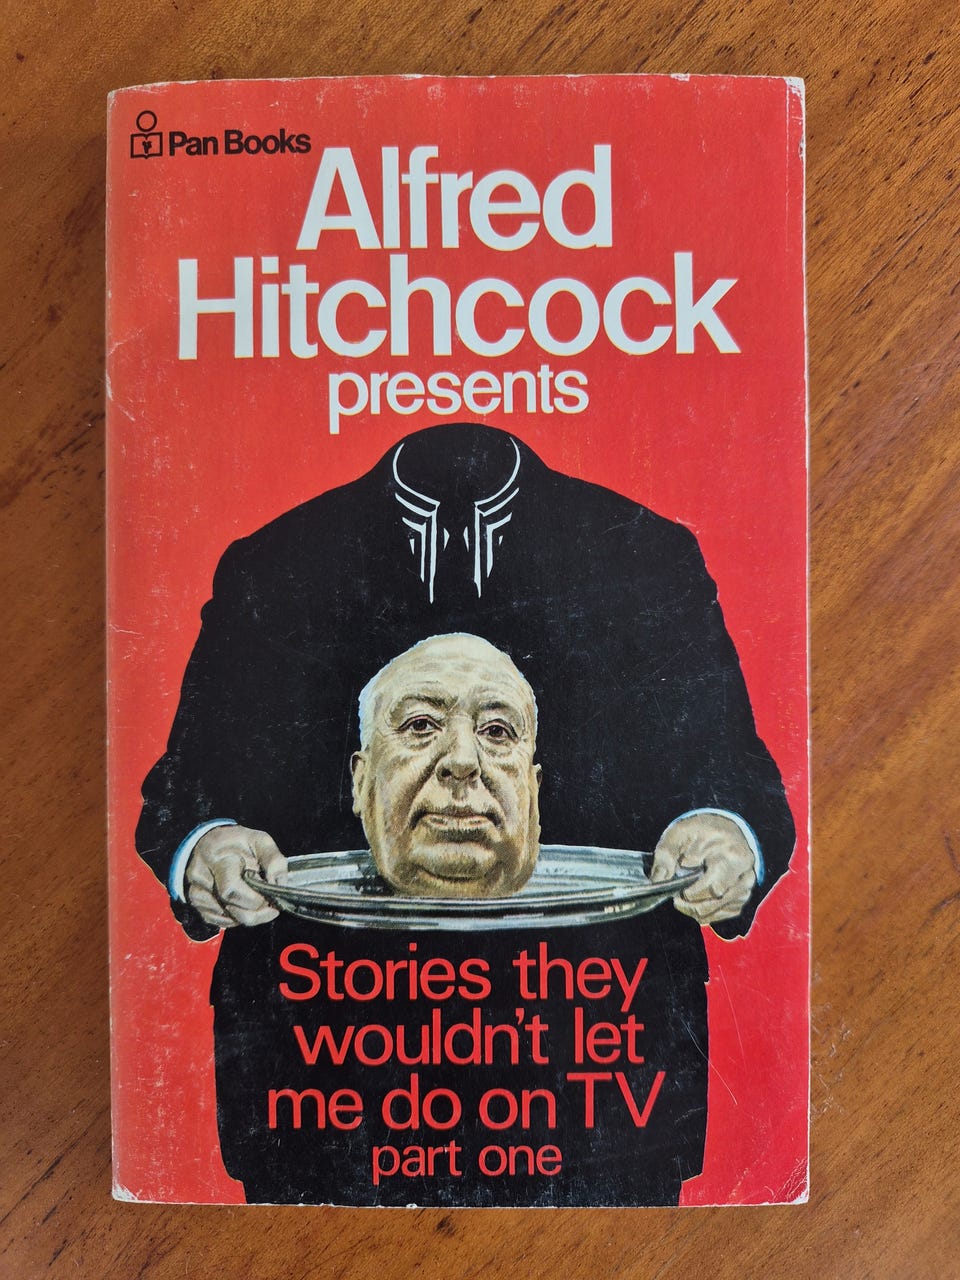 Pan Books
Alfred
Hitchcock
presents
Stories they
wouldn't let
me do on TV
part one